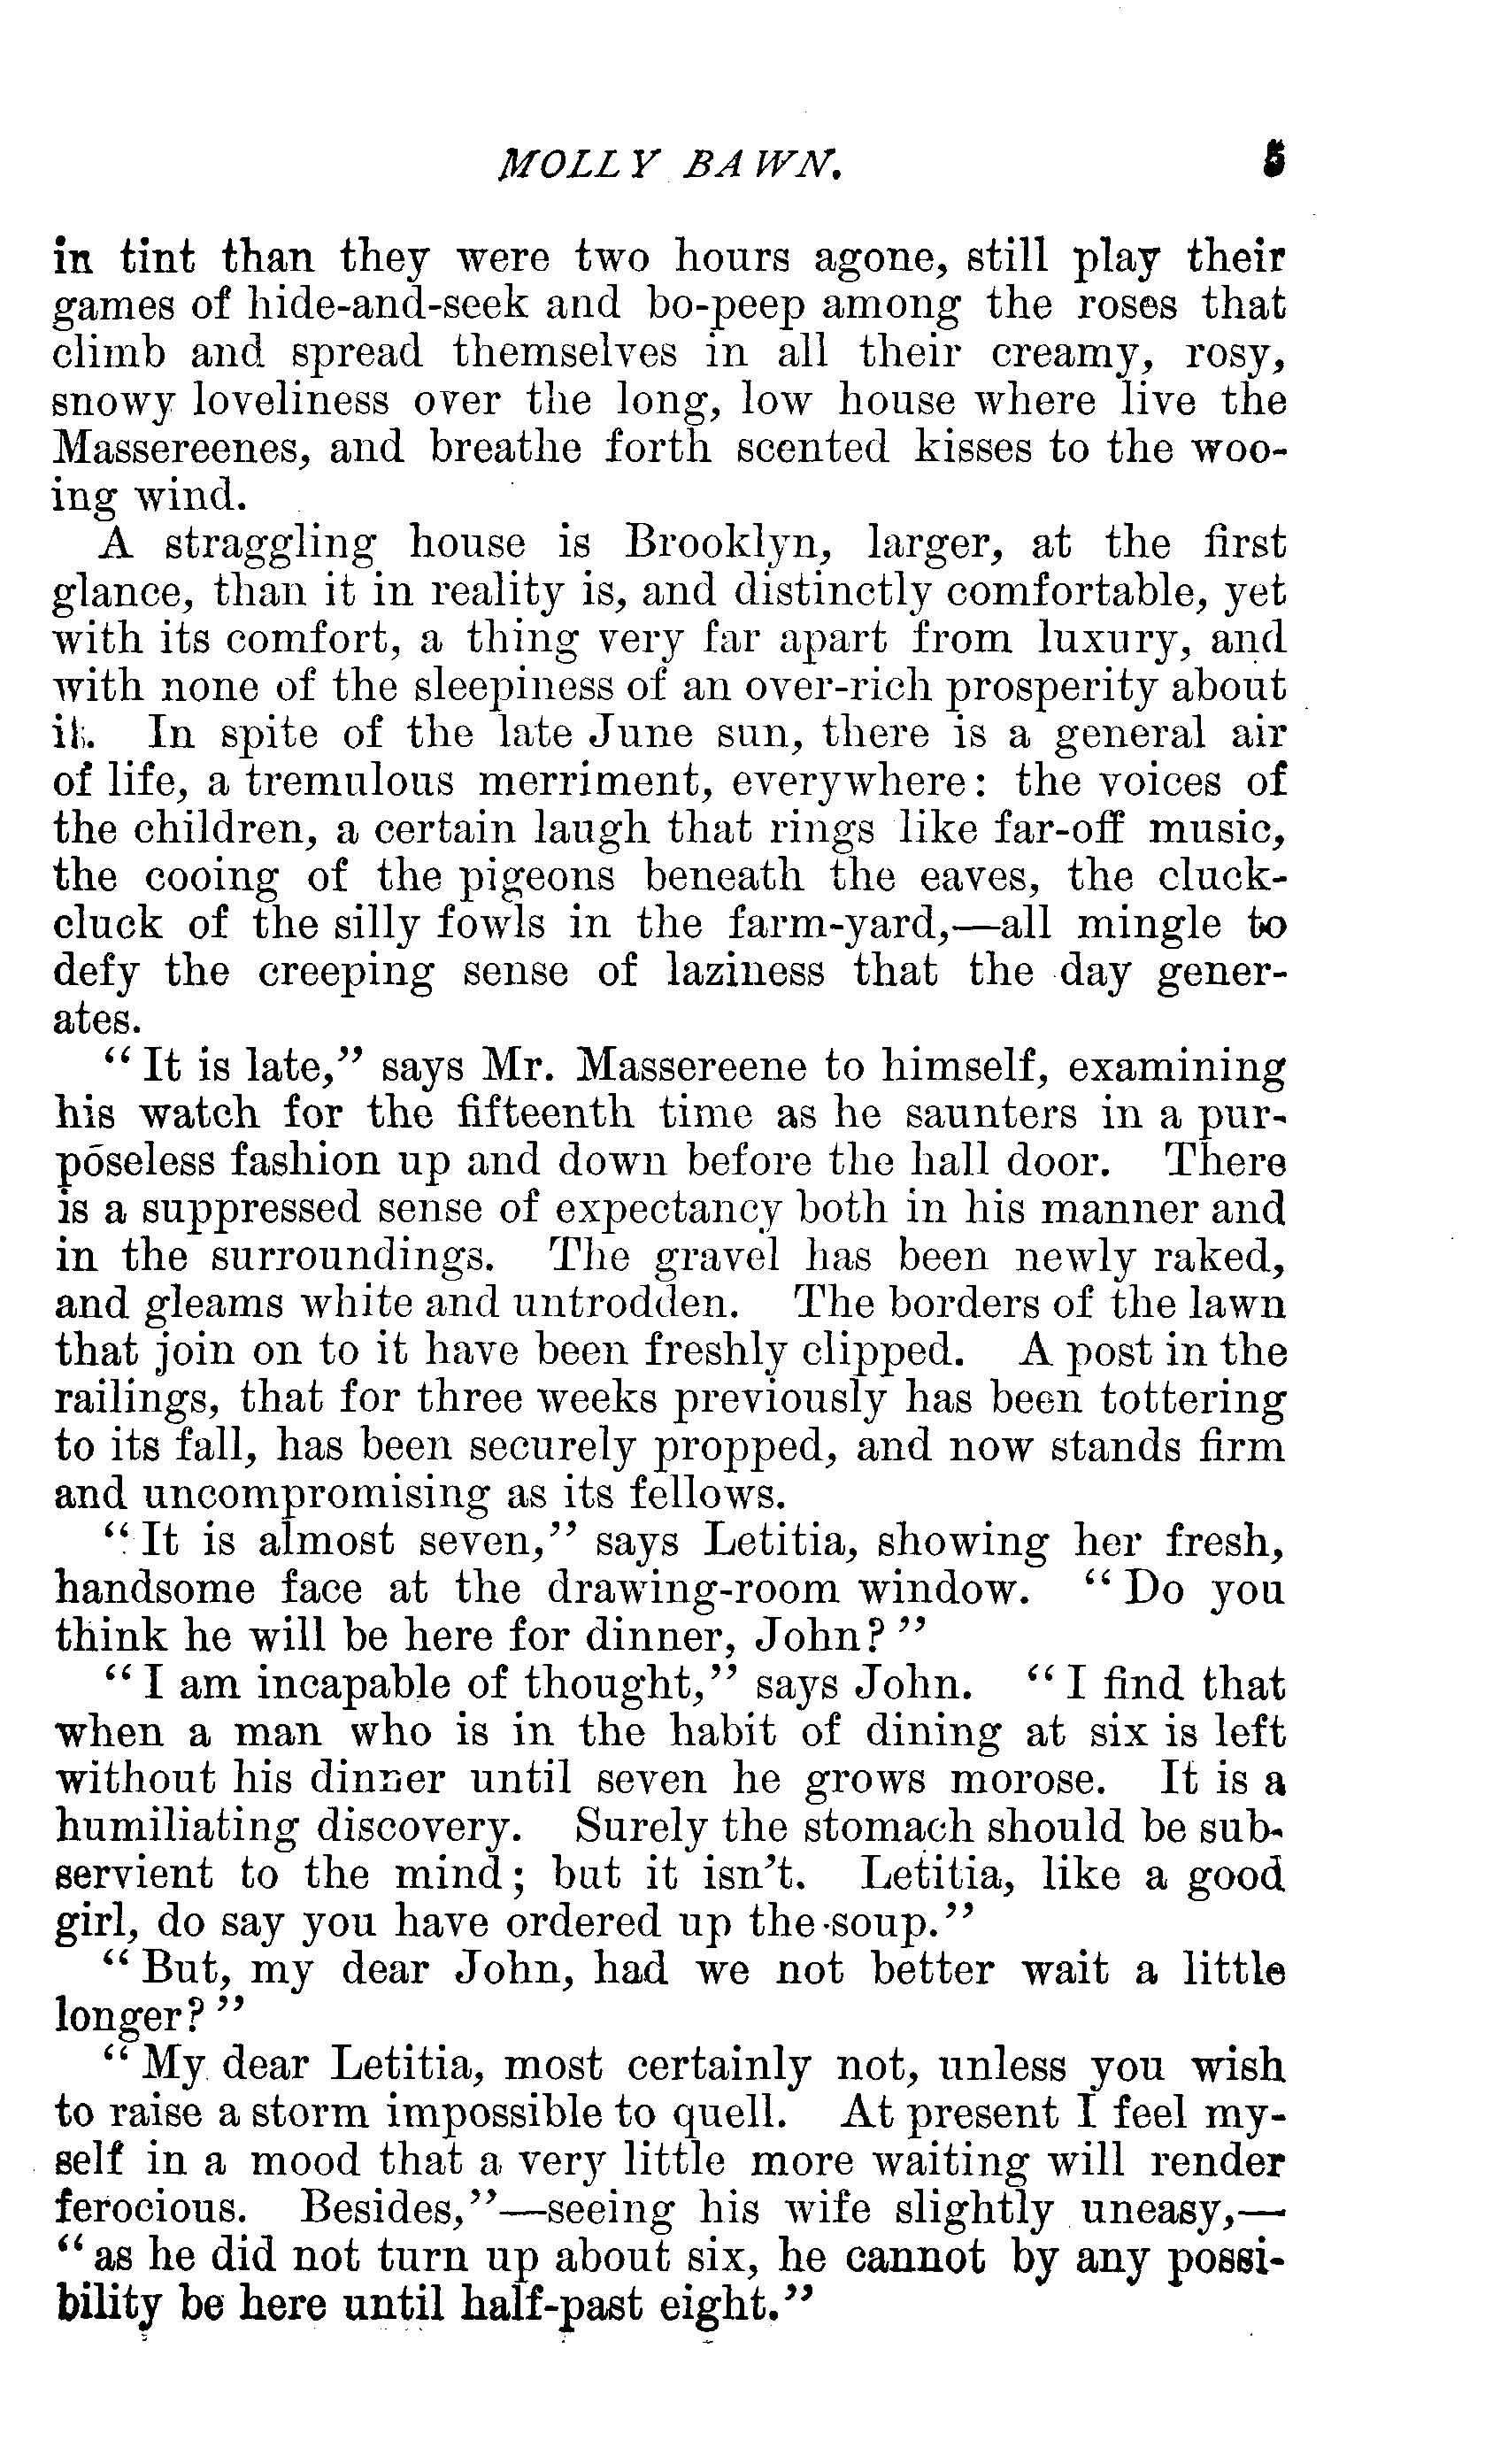 MOLLY BAWN. 5
in tint than they were two hours agone, still play their
games of hide-and-seek and bo-peep among the roses that
climb and spread themselves in all their creamy, rosy,
snowy loveliness over the long, low house where live the
Massereenes, and breathe forth scented kisses to the woo-
ing wind.
A straggling house is Brooklyn, larger, at the first
glance, than it in reality is, and distinctly comfortable, yet
with its comfort, a thing very far apart from luxury, and
with none of the sleepiness of an over-rich prosperity about
it. In spite of the late June sun, there is a general air
of life, a tremulous merriment, everywhere: the voices of
the children, a certain laugh that rings like far-off music,
the cooing of the pigeons beneath the eaves, the cluck-
cluck of the silly fowls in the farm-yard,—all mingle to
defy the creeping sense of laziness that the day gener-
ates.
"It is late," says Mr. Massereene to himself, examining
his watch for the fifteenth time as he saunters in a pur-
poseless fashion up and down before the hall door. There
is a suppressed sense of expectancy both in his manner and
in the surroundings. The gravel has been newly raked,
and gleams white and untrodden. The borders of the lawn
that join on to it have been freshly clipped. A post in the
railings, that for three weeks previously has been tottering
to its fall, has been securely propped, and now stands firm
and uncompromising as its fellows.
"It is almost seven," says Letitia, showing her fresh,
handsome face at the drawing-room window. "Do you
think he will be here for dinner, John?"
"I am incapable of thought," says John. "I find that
when a man who is in the habit of dining at six is left
without his dinner until seven he grows morose. It is a
humiliating discovery. Surely the stomach should be sub-
servient to the mind; but it isn't. Letitia, like a good
girl, do say you have ordered up the soup."
"But, my dear John, had we not better wait a little
longer?"
"My dear Letitia, most certainly not, unless you wish
to raise a storm impossible to quell. At present I feel my-
self in a mood that a very little more waiting will render
ferocious. Besides,"—seeing his wife slightly uneasy,—
"as he did not turn up about six, he cannot by any possi-
bility be here until half-past eight."